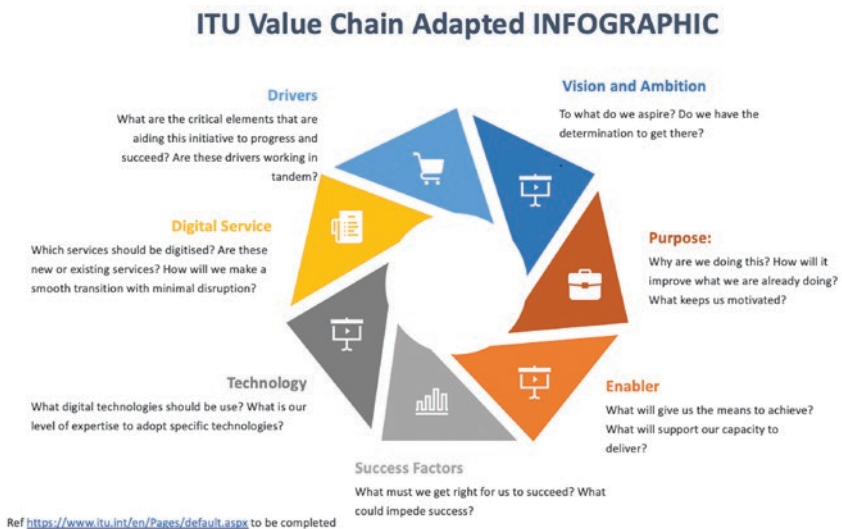 ITU Value Chain Adapted INFOGRAPHIC
Drivers
What are the critical elements that are
aiding this initiative to progress and
succeed? Are these drivers working in
tandem?
Vision and Ambition
To what do we aspire? Do we have the
determination to get there?
Digital Service
Which services should be digitised? Are these
new or existing services? How will we make a
smooth transition with minimal disruption?
Purpose:
Why are we doing this? How will it
improve what we are already doing?
What keeps us motivated?
Technology
What digital technologies should be use? What is our
level of expertise to adopt specific technologies?
Enabler
What will give us the means to achieve?
What will support our capacity to
deliver?
Success Factors
What must we get right for us to succeed? What
could impede success?
Ref https://www.itu.int/en/Pages/default.aspx to be completed